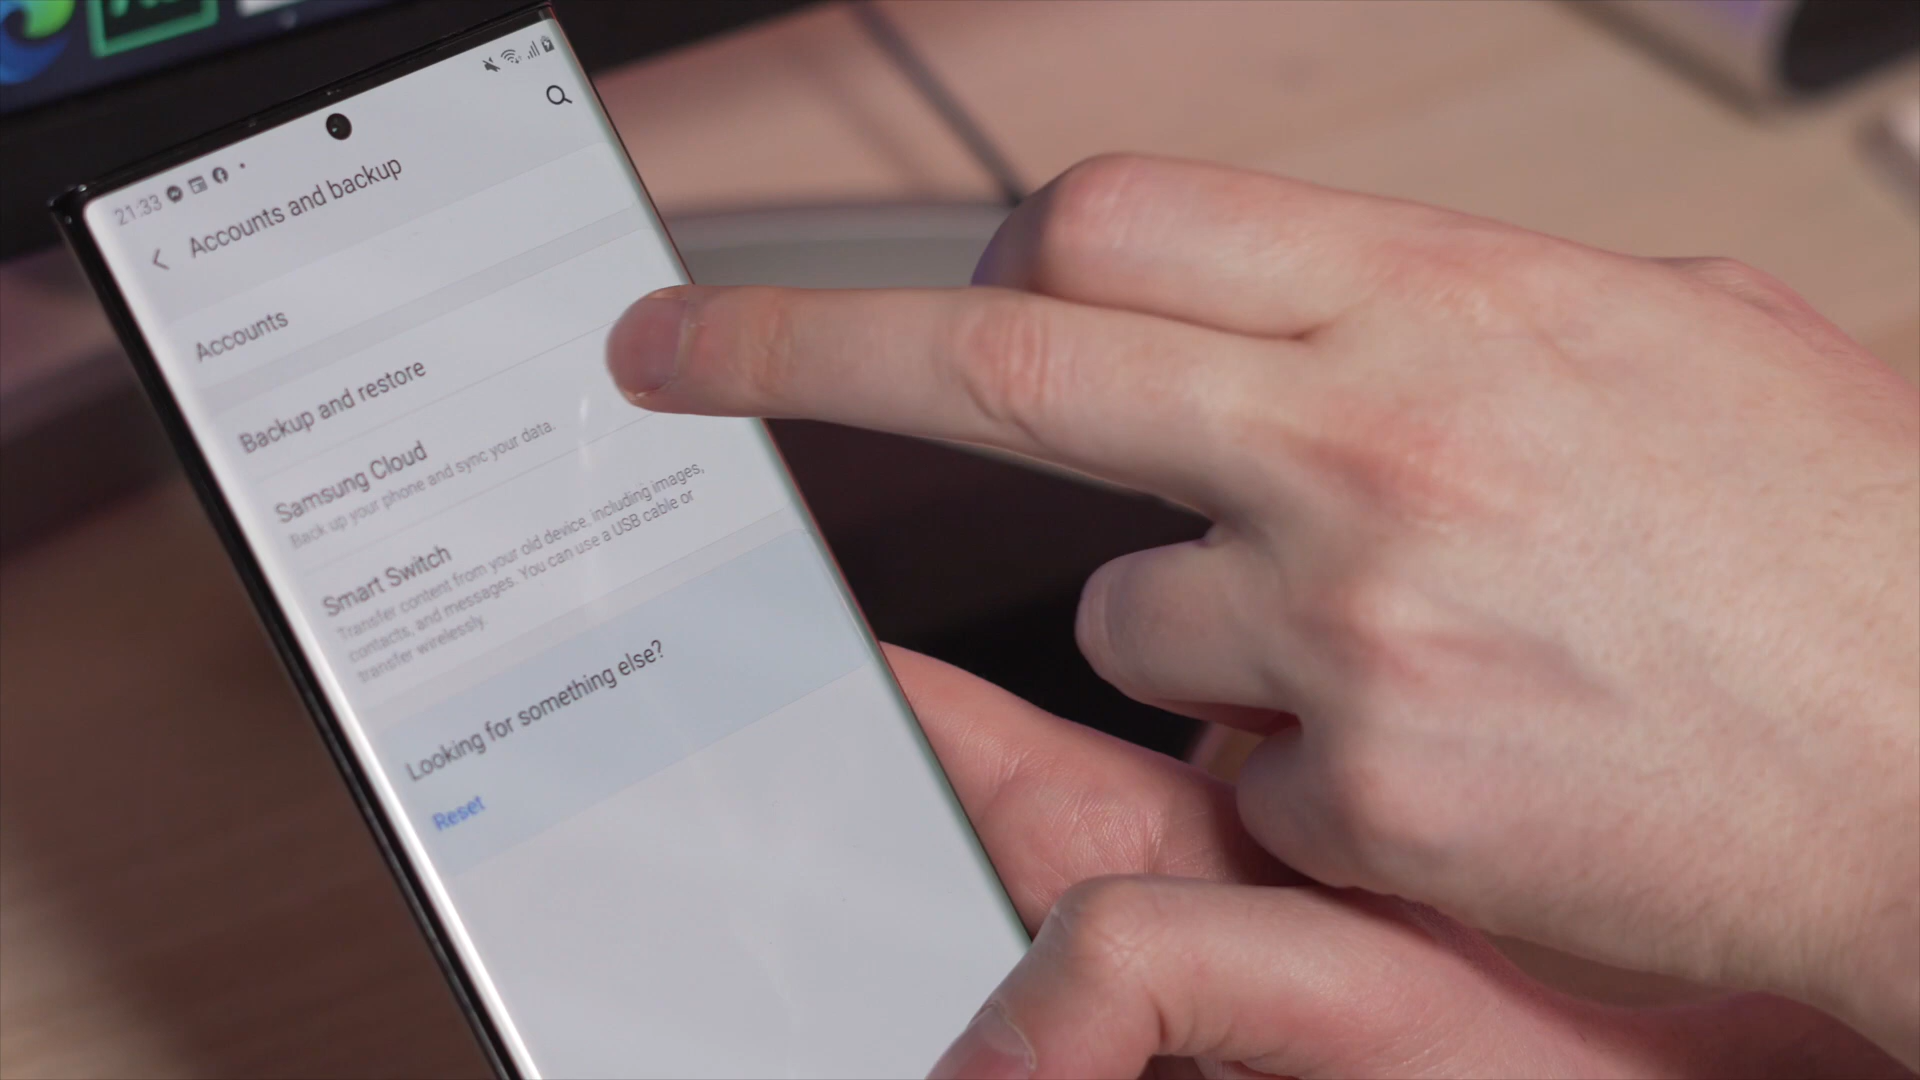 21:33
Accounts and backup
Accounts
Backup and restore
Samsung Cloud
Back up your phone and sync your data.
Smart Switch
Transfer content from your old device, including images,
contacts, and messages. You can use a USB cable or
transfer wirelessly.
Looking for something else?
Reset